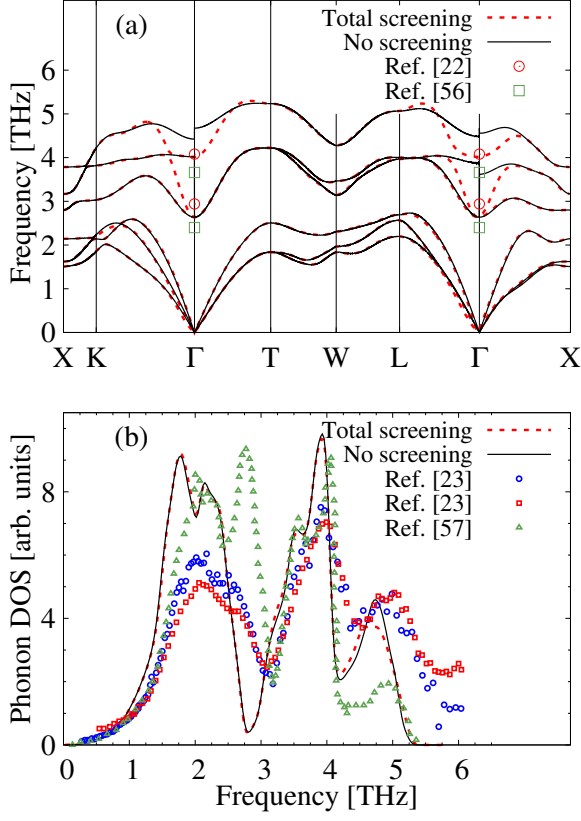 (a)
Total screening
No screening
Ref. [22]
Ref. [56]
Frequency [THz]
6
5
4
3
2
1
0
X K Γ T W L Γ X
(b)
Total screening
No screening
Ref. [23]
Ref. [23]
Ref. [57]
Phonon DOS [arb. units]
8
4
0
0 1 2 3 4 5 6
Frequency [THz]